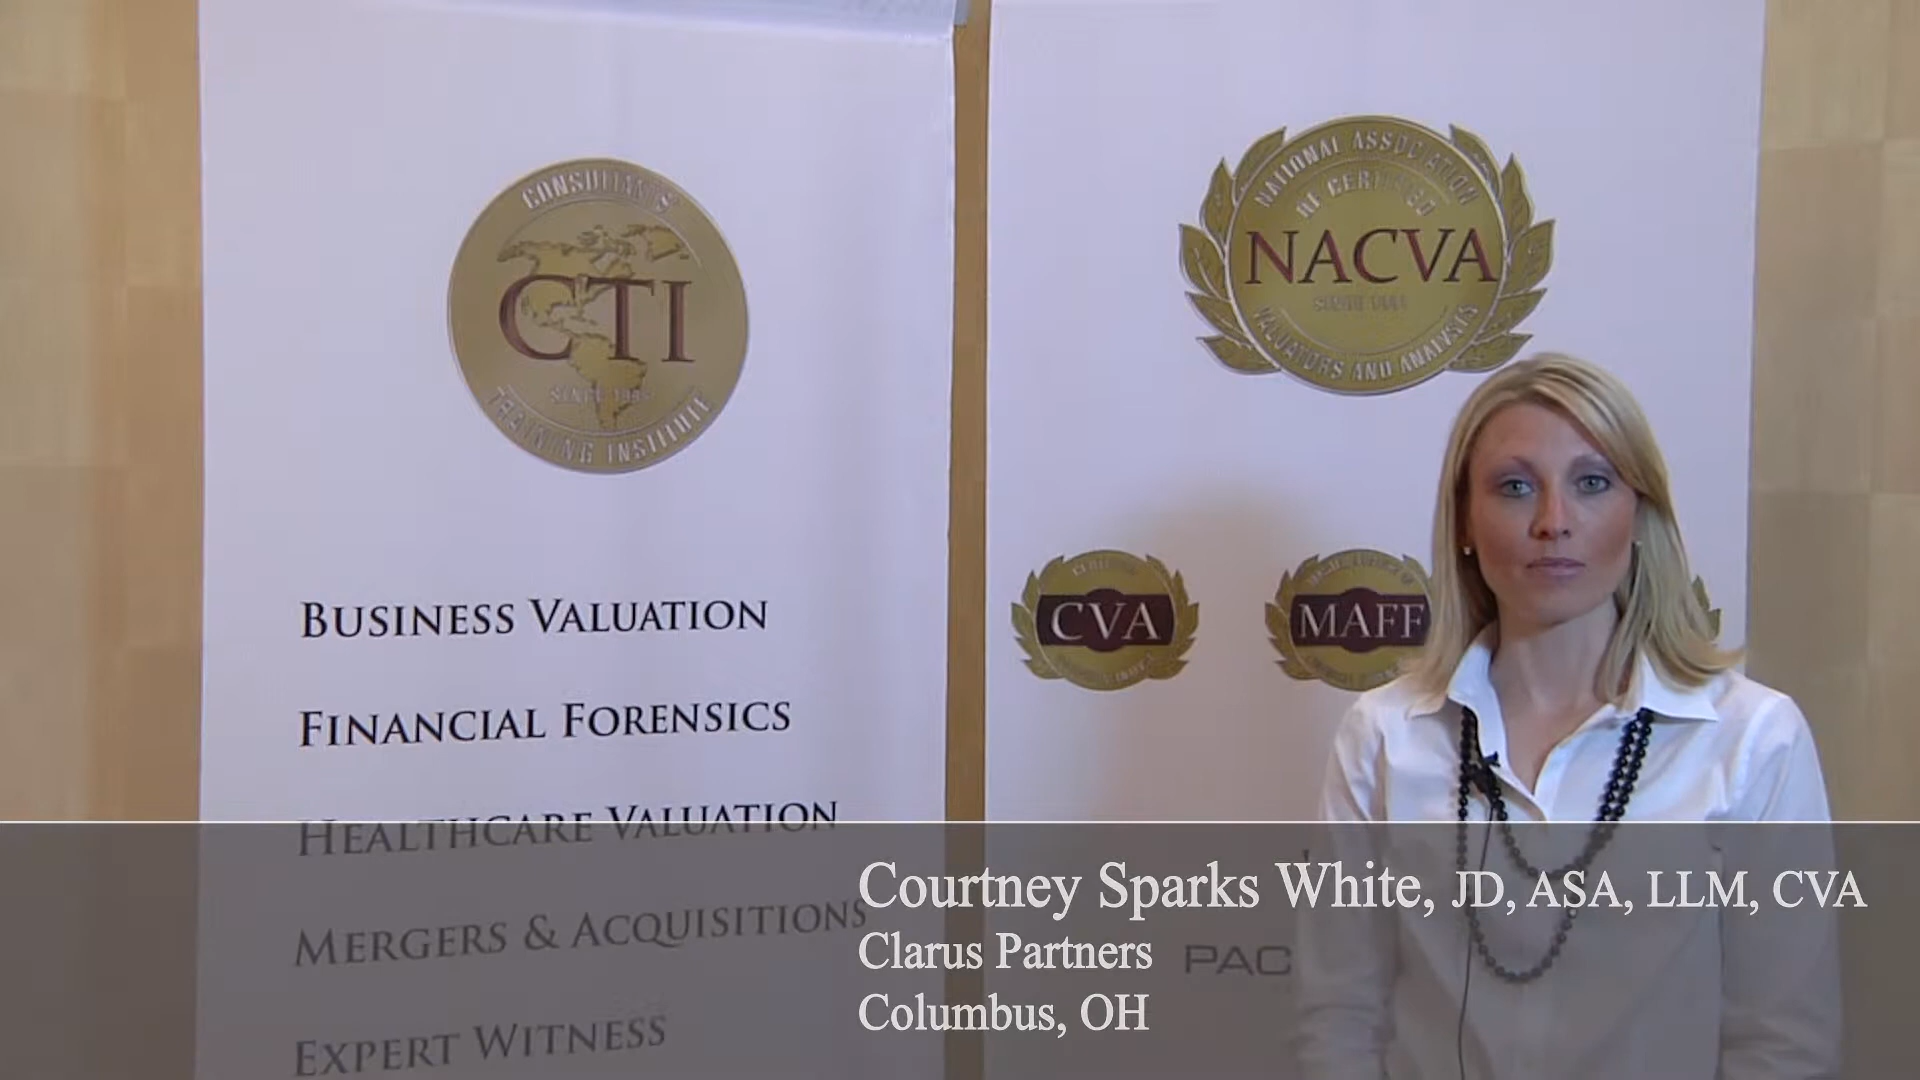 CONSULTANTS'
CTI
SINCE
TRAINING INSTITUTE
BUSINESS VALUATION
FINANCIAL FORENSICS
HEALTHCARE VALUATION
MERGERS & ACQUISITIONS
EXPERT WITNESS
NATIONAL ASSOCIATION
OF CERTIFIED
NACVA
SINCE 1991
VALUATORS AND ANALYSTS
CVA
MAFF
PAC
Courtney Sparks White, JD, ASA, LLM, CVA
Clarus Partners
Columbus, OH